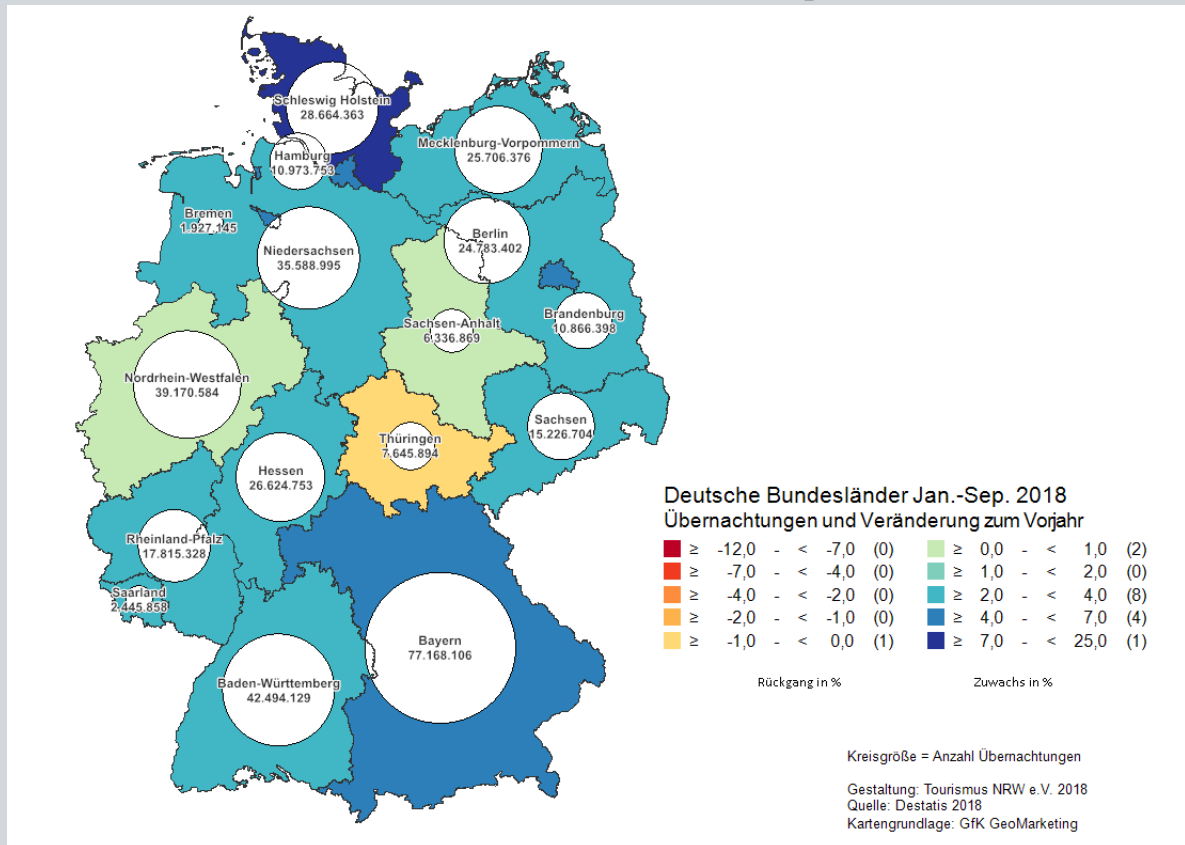 Schleswig Holstein
28.664.363
Hamburg
10.973.753
Mecklenburg-Vorpommern
25.706.376
Bremen
1.927.145
Niedersachsen
35.588.995
Berlin
24.783.402
Sachsen-Anhalt
6.336.869
Brandenburg
10.866.398
Nordrhein-Westfalen
39.170.584
Thüringen
7.645.894
Sachsen
15.226.704
Hessen
26.624.753
Rheinland-Pfalz
17.815.328
Saarland
2.445.858
Bayern
77.168.106
Baden-Württemberg
42.494.129
Deutsche Bundesländer Jan.-Sep. 2018
Übernachtungen und Veränderung zum Vorjahr
≥ -12,0 - < -7,0 (0)
≥ -7,0 - < -4,0 (0)
≥ -4,0 - < -2,0 (0)
≥ -2,0 - < -1,0 (0)
≥ -1,0 - < 0,0 (1)
Rückgang in %
≥ 0,0 - < 1,0 (2)
≥ 1,0 - < 2,0 (0)
≥ 2,0 - < 4,0 (8)
≥ 4,0 - < 7,0 (4)
≥ 7,0 - < 25,0 (1)
Zuwachs in %
Kreisgröße = Anzahl Übernachtungen
Gestaltung: Tourismus NRW e.V. 2018
Quelle: Destatis 2018
Kartengrundlage: GfK GeoMarketing